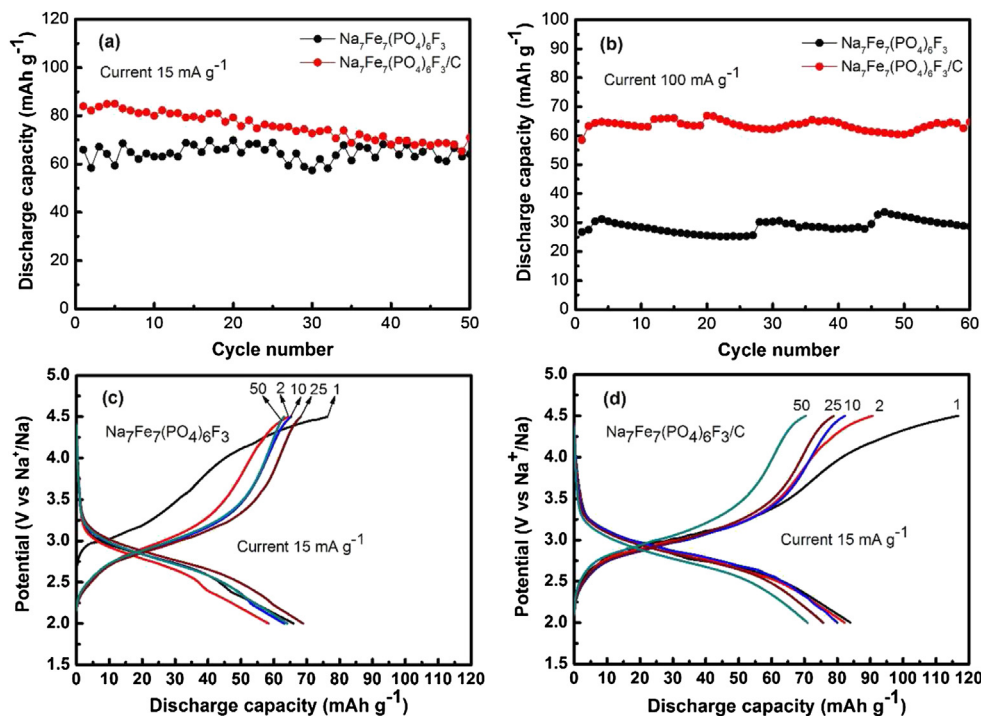 (a)
Na7Fe7(PO4)6F3
Na7Fe7(PO4)6F3/C
Current 15 mA g-1
Discharge capacity (mAh g-1)
120
100
80
60
40
20
0
0 10 20 30 40 50
Cycle number
(b)
Na7Fe7(PO4)6F3
Na7Fe7(PO4)6F3/C
Current 100 mA g-1
Discharge capacity (mAh g-1)
100
90
80
70
60
50
40
30
20
10
0
0 10 20 30 40 50 60
Cycle number
(c)
50 2 10 25 1
Na7Fe7(PO4)6F3
Current 15 mA g-1
Potential (V vs Na+/Na)
5.0
4.5
4.0
3.5
3.0
2.5
2.0
1.5
0 10 20 30 40 50 60 70 80 90 100 110 120
Discharge capacity (mAh g-1)
(d)
50 25 10 2 1
Na7Fe7(PO4)6F3/C
Current 15 mA g-1
Potential (V vs Na+/Na)
5.0
4.5
4.0
3.5
3.0
2.5
2.0
1.5
0 10 20 30 40 50 60 70 80 90 100 110 120
Discharge capacity (mAh g-1)